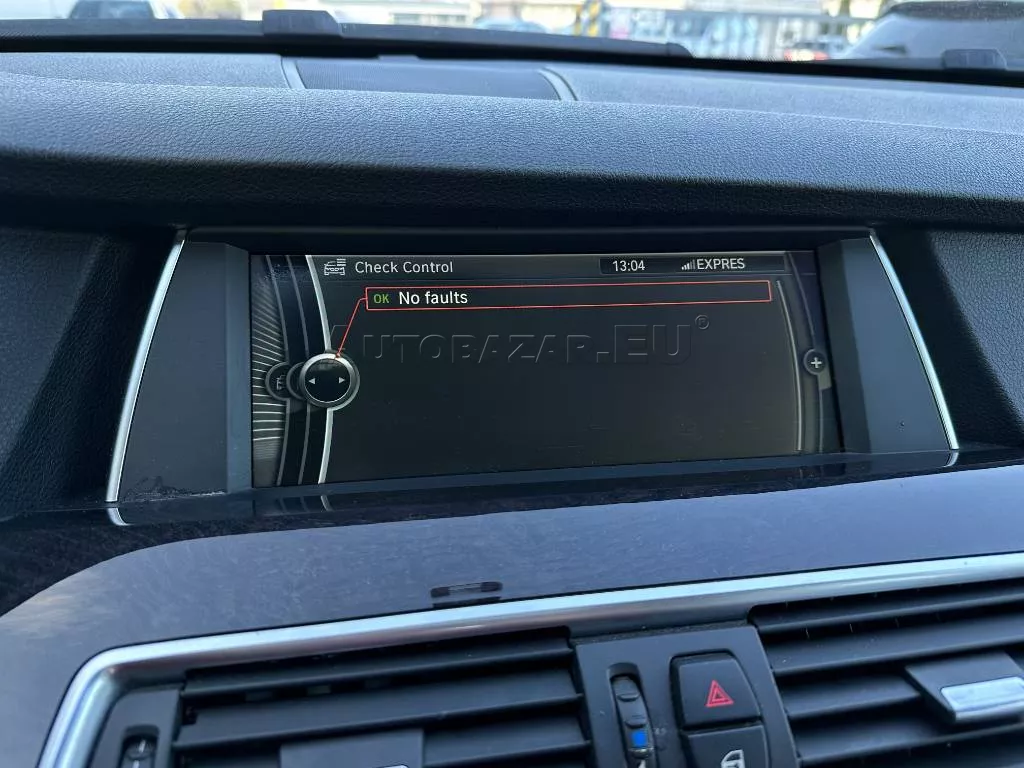 Check Control
13:04
EXPRES
OK No faults
AUTOBAZAR.EU©